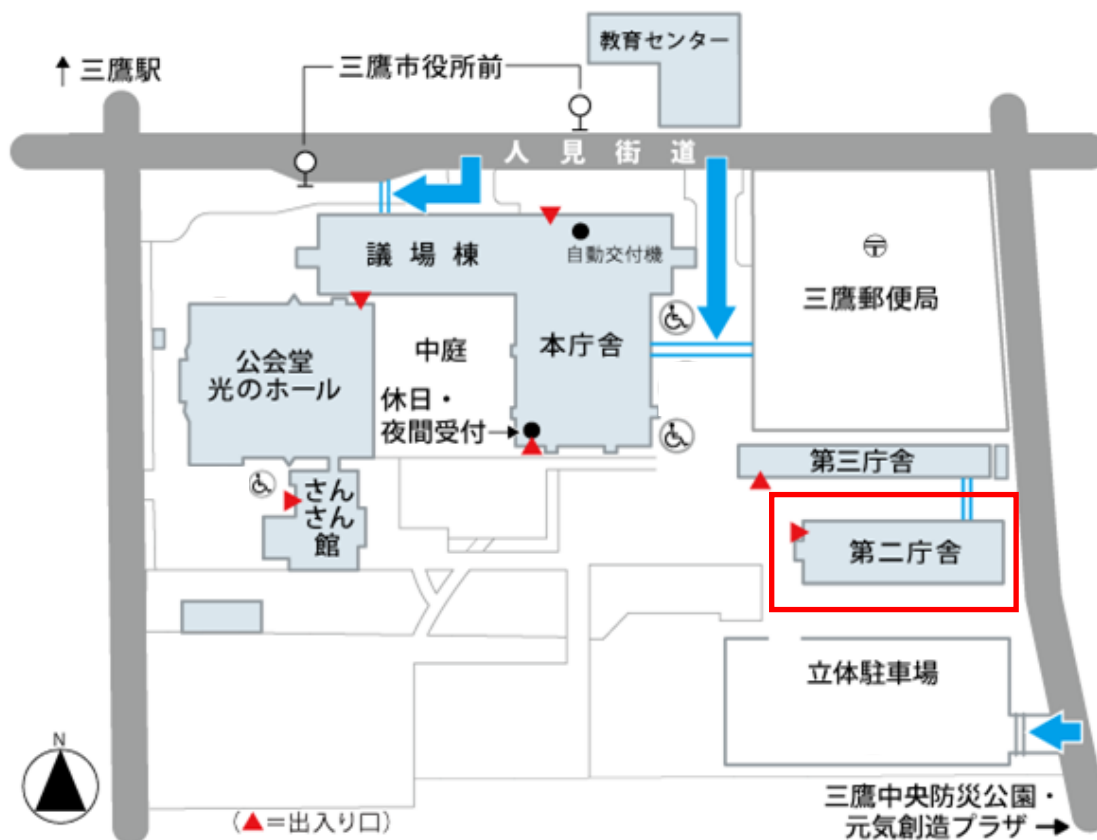 教育センター
↑ 三鷹駅
三鷹市役所前
人見街道
議場棟
自動交付機
〒
三鷹郵便局
本庁舎
中庭
公会堂
光のホール
休日・
夜間受付→
第三庁舎
さん
さん
館
第二庁舎
立体駐車場
N
(▲=出入り口)
三鷹中央防災公園・
元気創造プラザ →